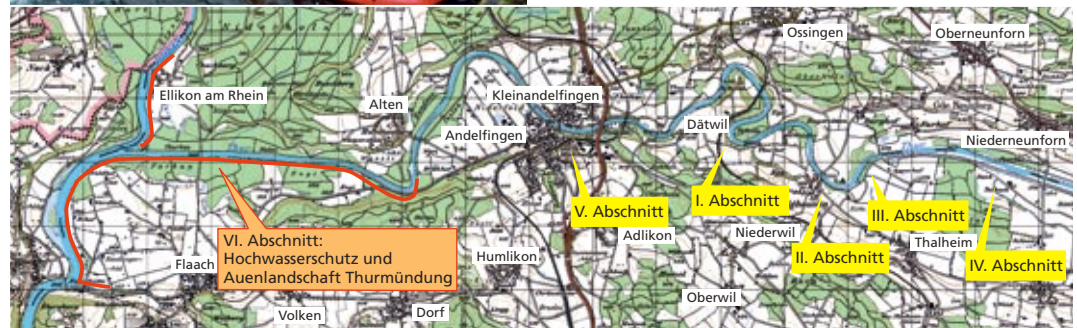 Ossingen
Oberneunforn
Ellikon am Rhein
Kleinandelfingen
Alten
Andelfingen
Dätwil
Niederneunforn
I. Abschnitt
V. Abschnitt
III. Abschnitt
Adlikon
Niederwil
VI. Abschnitt:
Hochwasserschutz und
Auenlandschaft Thurmündung
Thalheim
II. Abschnitt
IV. Abschnitt
Flaach
Humlikon
Oberwil
Volken
Dorf